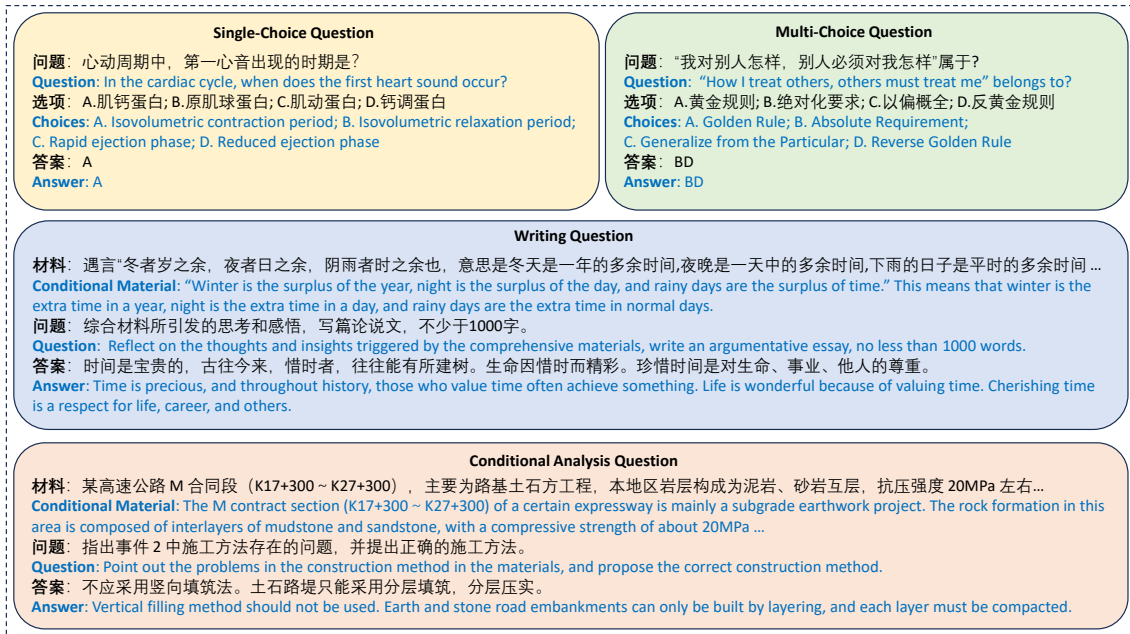 Single-Choice Question
问题：心动周期中，第一心音出现的时期是？
Question: In the cardiac cycle, when does the first heart sound occur?
选项：A.肌钙蛋白; B.原肌球蛋白; C.肌动蛋白; D.钙调蛋白
Choices: A. Isovolumetric contraction period; B. Isovolumetric relaxation period;
C. Rapid ejection phase; D. Reduced ejection phase
答案：A
Answer: A
Multi-Choice Question
问题：“我对别人怎样，别人必须对我怎样”属于?
Question: “How I treat others, others must treat me” belongs to?
选项：A.黄金规则; B.绝对化要求; C.以偏概全; D.反黄金规则
Choices: A. Golden Rule; B. Absolute Requirement;
C. Generalize from the Particular; D. Reverse Golden Rule
答案：BD
Answer: BD
Writing Question
材料：遇言“冬者岁之余，夜者日之余，阴雨者时之余也，意思是冬天是一年的多余时间,夜晚是一天中的多余时间,下雨的日子是平时的多余时间 ...
Conditional Material: “Winter is the surplus of the year, night is the surplus of the day, and rainy days are the surplus of time.” This means that winter is the
extra time in a year, night is the extra time in a day, and rainy days are the extra time in normal days.
问题：综合材料所引发的思考和感悟，写篇论说文，不少于1000字。
Question: Reflect on the thoughts and insights triggered by the comprehensive materials, write an argumentative essay, no less than 1000 words.
答案：时间是宝贵的，古往今来，惜时者，往往能有所建树。生命因惜时而精彩。珍惜时间是对生命、事业、他人的尊重。
Answer: Time is precious, and throughout history, those who value time often achieve something. Life is wonderful because of valuing time. Cherishing time
is a respect for life, career, and others.
Conditional Analysis Question
材料：某高速公路 M 合同段（K17+300 ~ K27+300），主要为路基土石方工程，本地区岩层构成为泥岩、砂岩互层，抗压强度 20MPa 左右...
Conditional Material: The M contract section (K17+300 ~ K27+300) of a certain expressway is mainly a subgrade earthwork project. The rock formation in this
area is composed of interlayers of mudstone and sandstone, with a compressive strength of about 20MPa ...
问题：指出事件 2 中施工方法存在的问题，并提出正确的施工方法。
Question: Point out the problems in the construction method in the materials, and propose the correct construction method.
答案：不应采用竖向填筑法。土石路堤只能采用分层填筑，分层压实。
Answer: Vertical filling method should not be used. Earth and stone road embankments can only be built by layering, and each layer must be compacted.